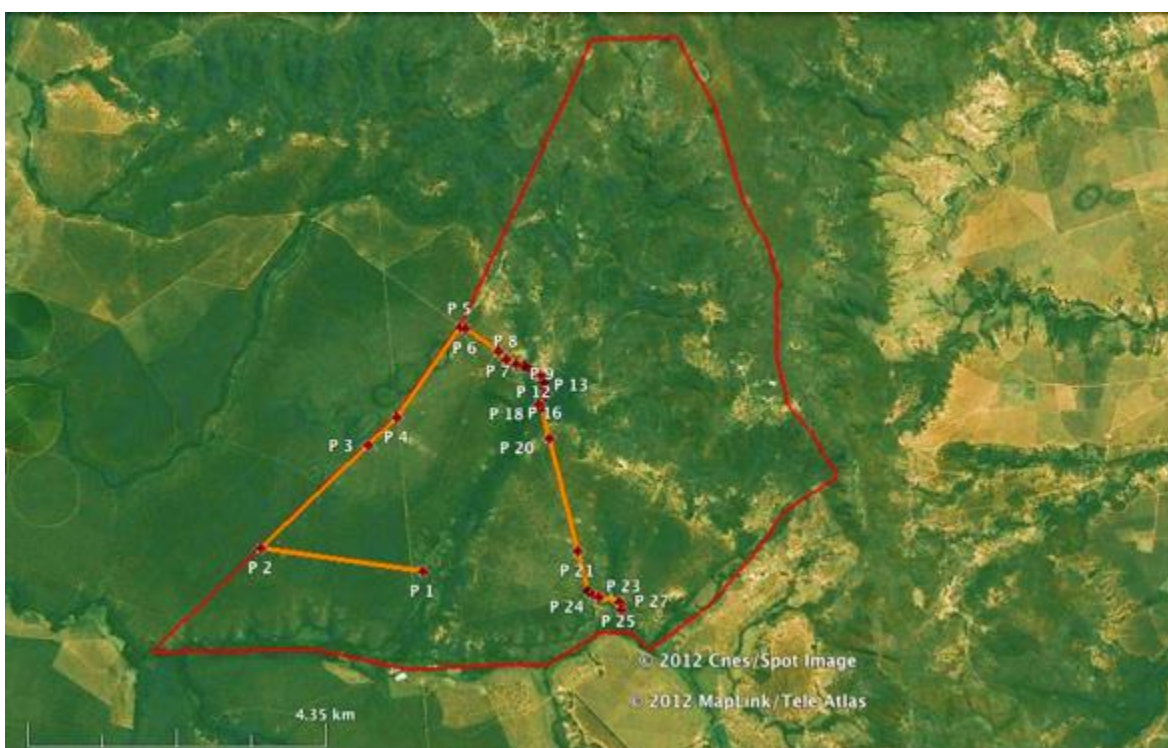 P 5
P 6
P 8
P 7
P 9
P 13
P 12
P 18
P 16
P 4
P 3
P 20
P 2
P 21
P 1
P 23
P 24
P 27
P 25
© 2012 Cnes/Spot Image
© 2012 MapLink/Tele Atlas
4.35 km